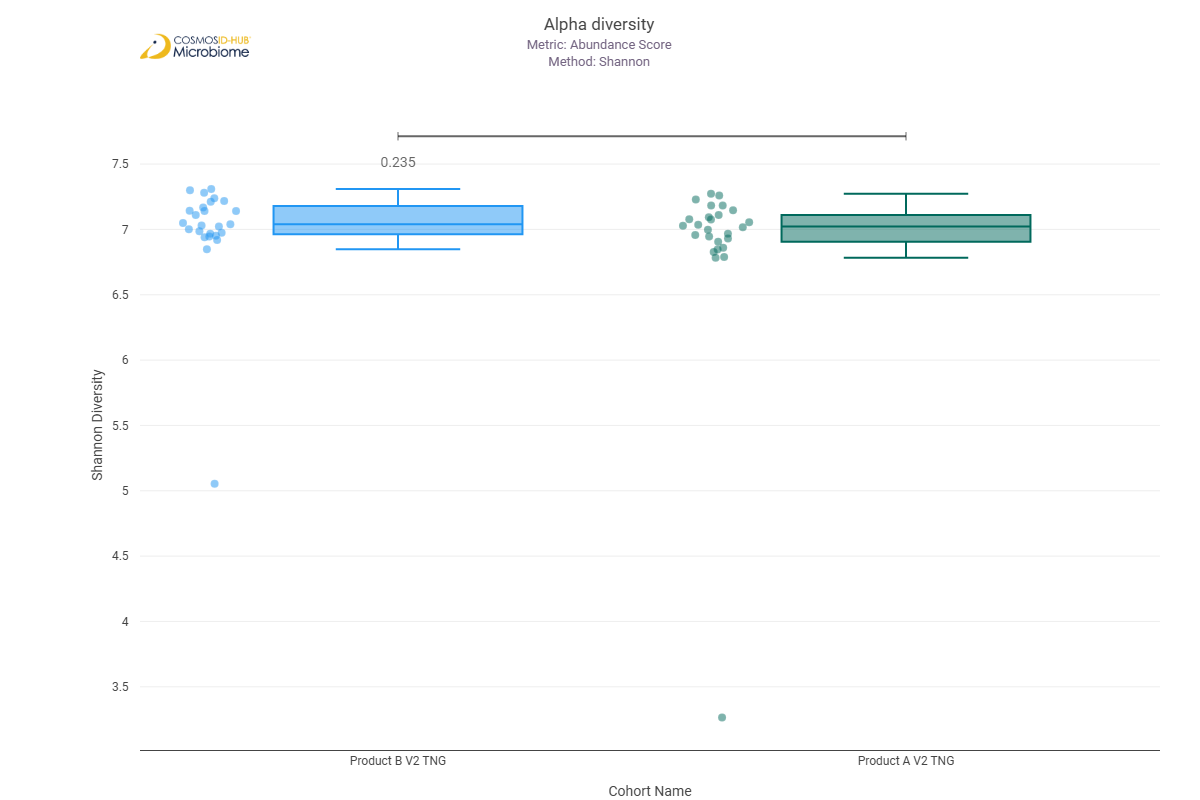 Alpha diversity
COSMOSID-HUB
Microbiome
Metric: Abundance Score
Method: Shannon
0.235
7.5
7
6.5
6
5.5
5
4.5
4
3.5
Shannon Diversity
Product B V2 TNG
Product A V2 TNG
Cohort Name